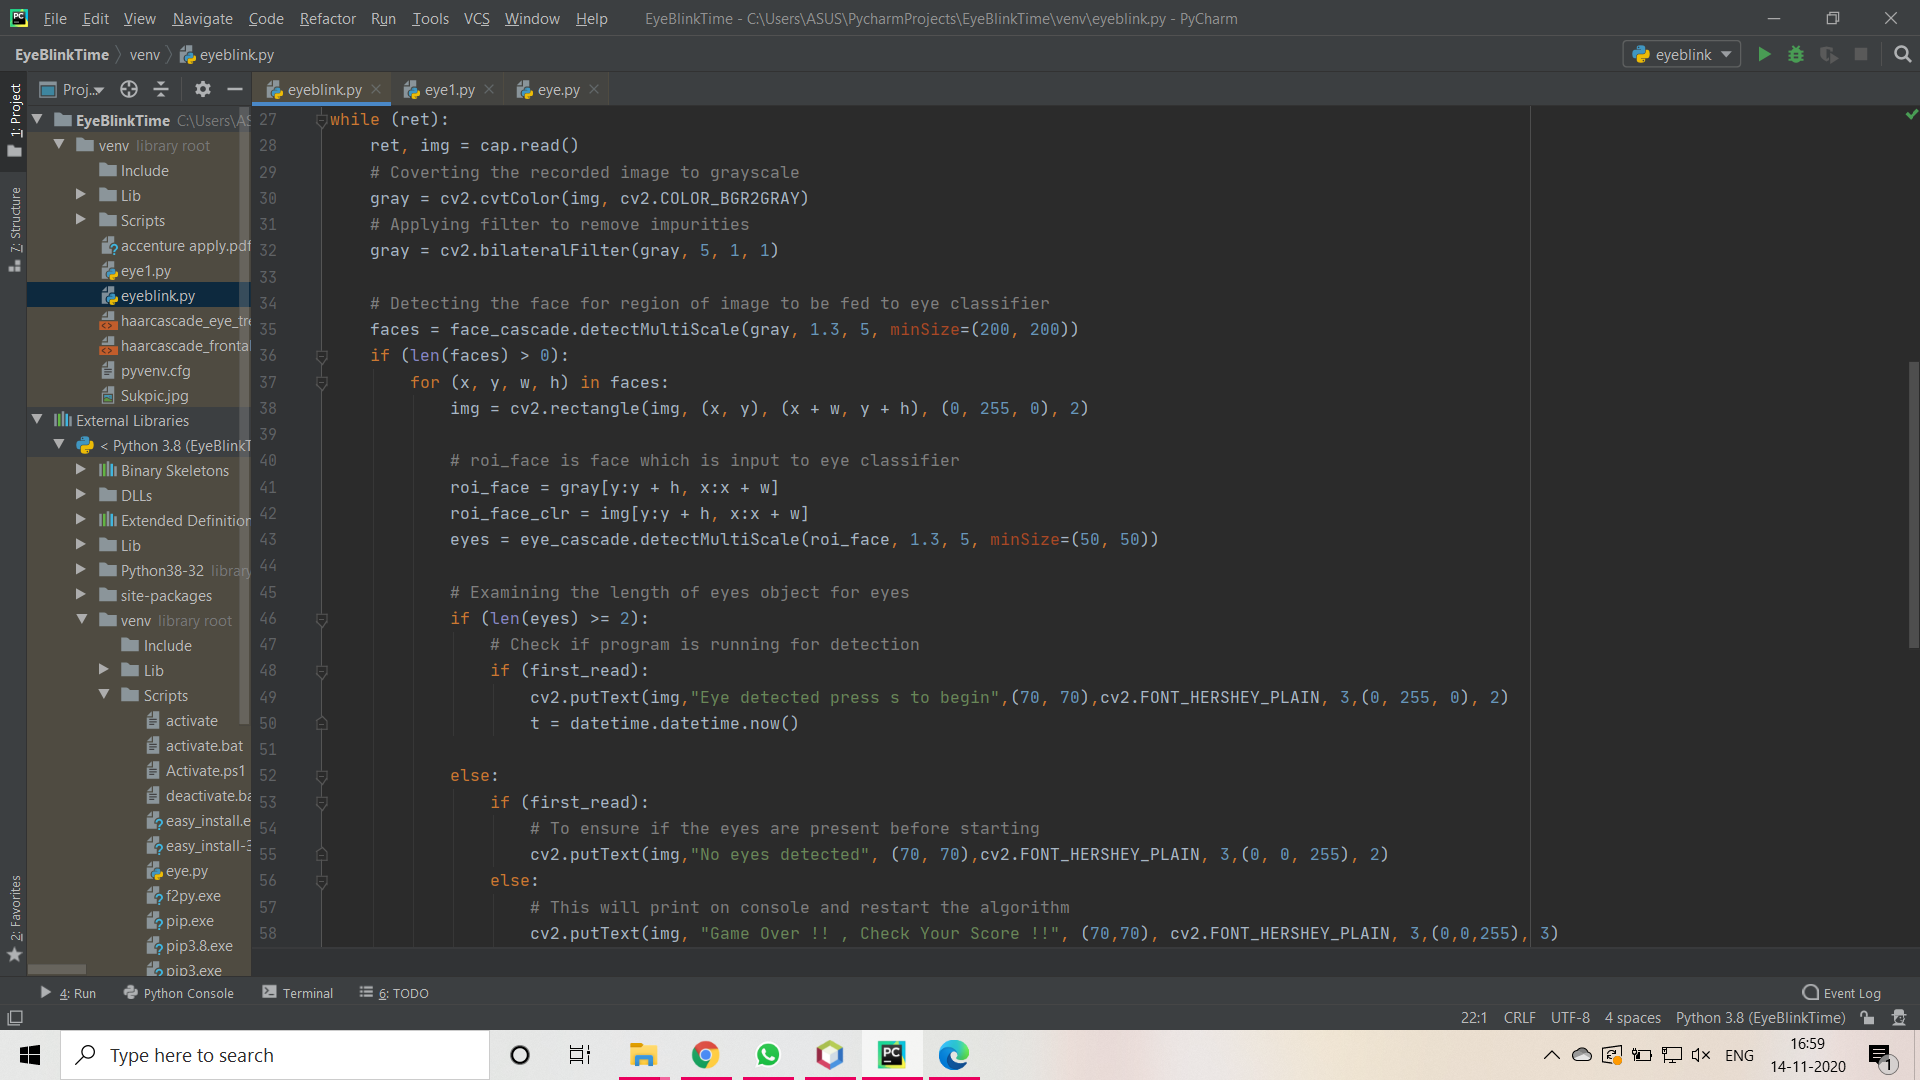 File Edit View Navigate Code Refactor Run Tools VCS Window Help EyeBlinkTime - C:\Users\ASUS\PycharmProjects\EyeBlinkTime\venv\eyeblink.py - PyCharm
EyeBlinkTime venv eyeblink.py eyeblink
Proj.. eyeblink.py eye1.py eye.py
1: Project
7: Structure
2: Favorites
EyeBlinkTime C:\Users\AS
venv library root
Include
Lib
Scripts
accenture apply.pdf
eye1.py
eyeblink.py
haarcascade_eye_tre
haarcascade_frontal
pyvenv.cfg
Sukpic.jpg
External Libraries
< Python 3.8 (EyeBlinkT
Binary Skeletons
DLLs
Extended Definition
Lib
Python38-32 library
site-packages
venv library root
Include
Lib
Scripts
activate
activate.bat
Activate.ps1
deactivate.ba
easy_install.e
easy_install-3
eye.py
f2py.exe
pip.exe
pip3.8.exe
pip3.exe
27 while (ret):
28     ret, img = cap.read()
29     # Coverting the recorded image to grayscale
30     gray = cv2.cvtColor(img, cv2.COLOR_BGR2GRAY)
31     # Applying filter to remove impurities
32     gray = cv2.bilateralFilter(gray, 5, 1, 1)
33
34     # Detecting the face for region of image to be fed to eye classifier
35     faces = face_cascade.detectMultiScale(gray, 1.3, 5, minSize=(200, 200))
36     if (len(faces) > 0):
37         for (x, y, w, h) in faces:
38             img = cv2.rectangle(img, (x, y), (x + w, y + h), (0, 255, 0), 2)
39
40             # roi_face is face which is input to eye classifier
41             roi_face = gray[y:y + h, x:x + w]
42             roi_face_clr = img[y:y + h, x:x + w]
43             eyes = eye_cascade.detectMultiScale(roi_face, 1.3, 5, minSize=(50, 50))
44
45             # Examining the length of eyes object for eyes
46             if (len(eyes) >= 2):
47                 # Check if program is running for detection
48                 if (first_read):
49                     cv2.putText(img,"Eye detected press s to begin",(70, 70),cv2.FONT_HERSHEY_PLAIN, 3,(0, 255, 0), 2)
50                     t = datetime.datetime.now()
51
52             else:
53                 if (first_read):
54                     # To ensure if the eyes are present before starting
55                     cv2.putText(img,"No eyes detected", (70, 70),cv2.FONT_HERSHEY_PLAIN, 3,(0, 0, 255), 2)
56                 else:
57                     # This will print on console and restart the algorithm
58                     cv2.putText(img, "Game Over !! , Check Your Score !!", (70,70), cv2.FONT_HERSHEY_PLAIN, 3,(0,0,255), 3)
4: Run Python Console Terminal 6: TODO Event Log
22:1 CRLF UTF-8 4 spaces Python 3.8 (EyeBlinkTime)
Type here to search
ENG
16:59
14-11-2020
1